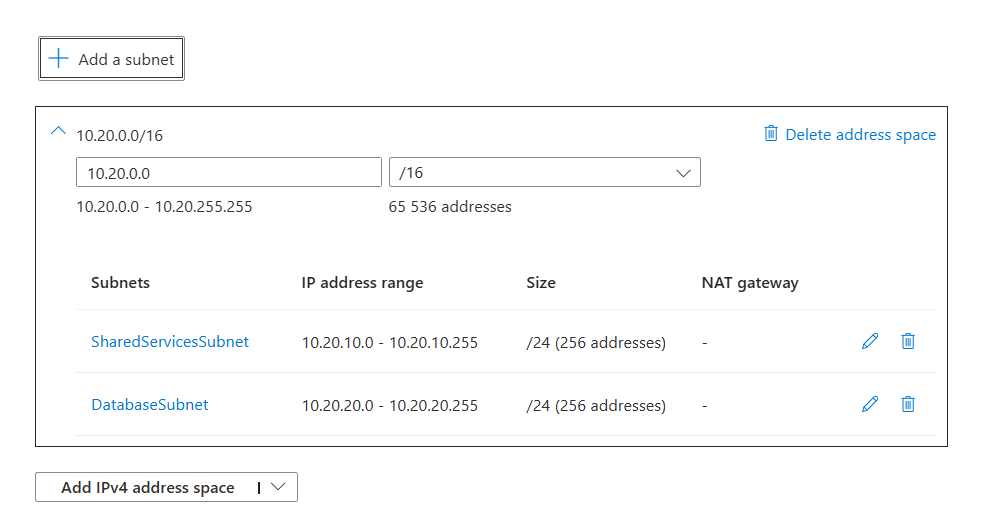 Add a subnet
10.20.0.0/16 Delete address space
10.20.0.0 /16
10.20.0.0 - 10.20.255.255 65 536 addresses
Subnets IP address range Size NAT gateway
SharedServicesSubnet 10.20.10.0 - 10.20.10.255 /24 (256 addresses) -
DatabaseSubnet 10.20.20.0 - 10.20.20.255 /24 (256 addresses) -
Add IPv4 address space